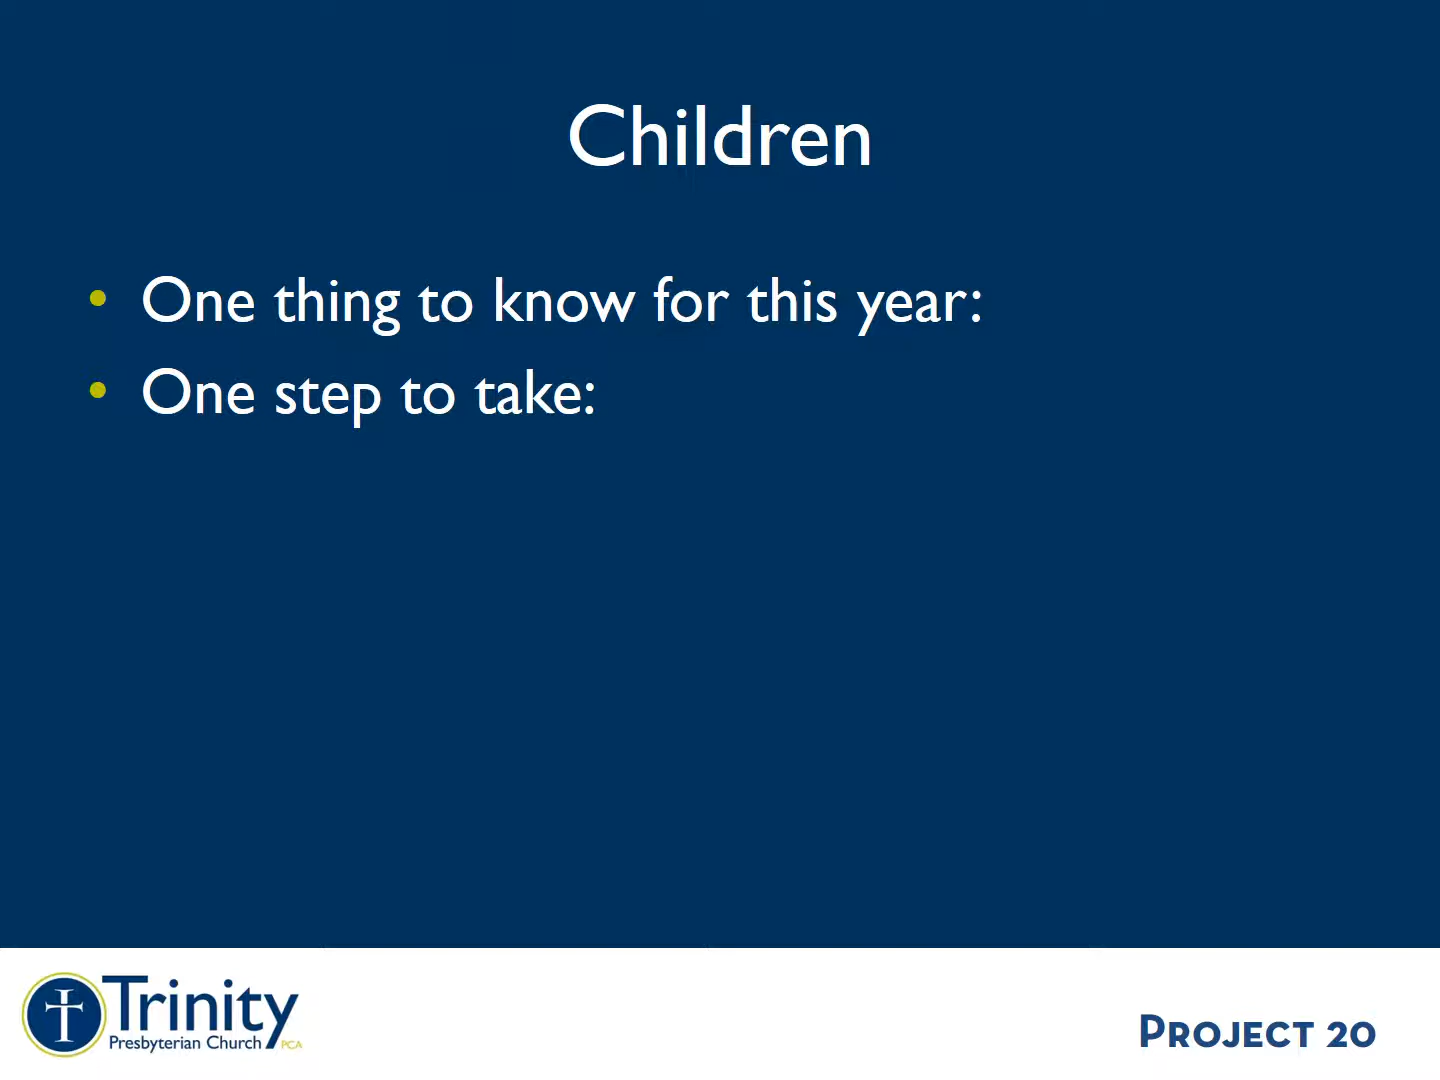 Children
• One thing to know for this year:
• One step to take:
Trinity
Presbyterian Church PCA
PROJECT 20